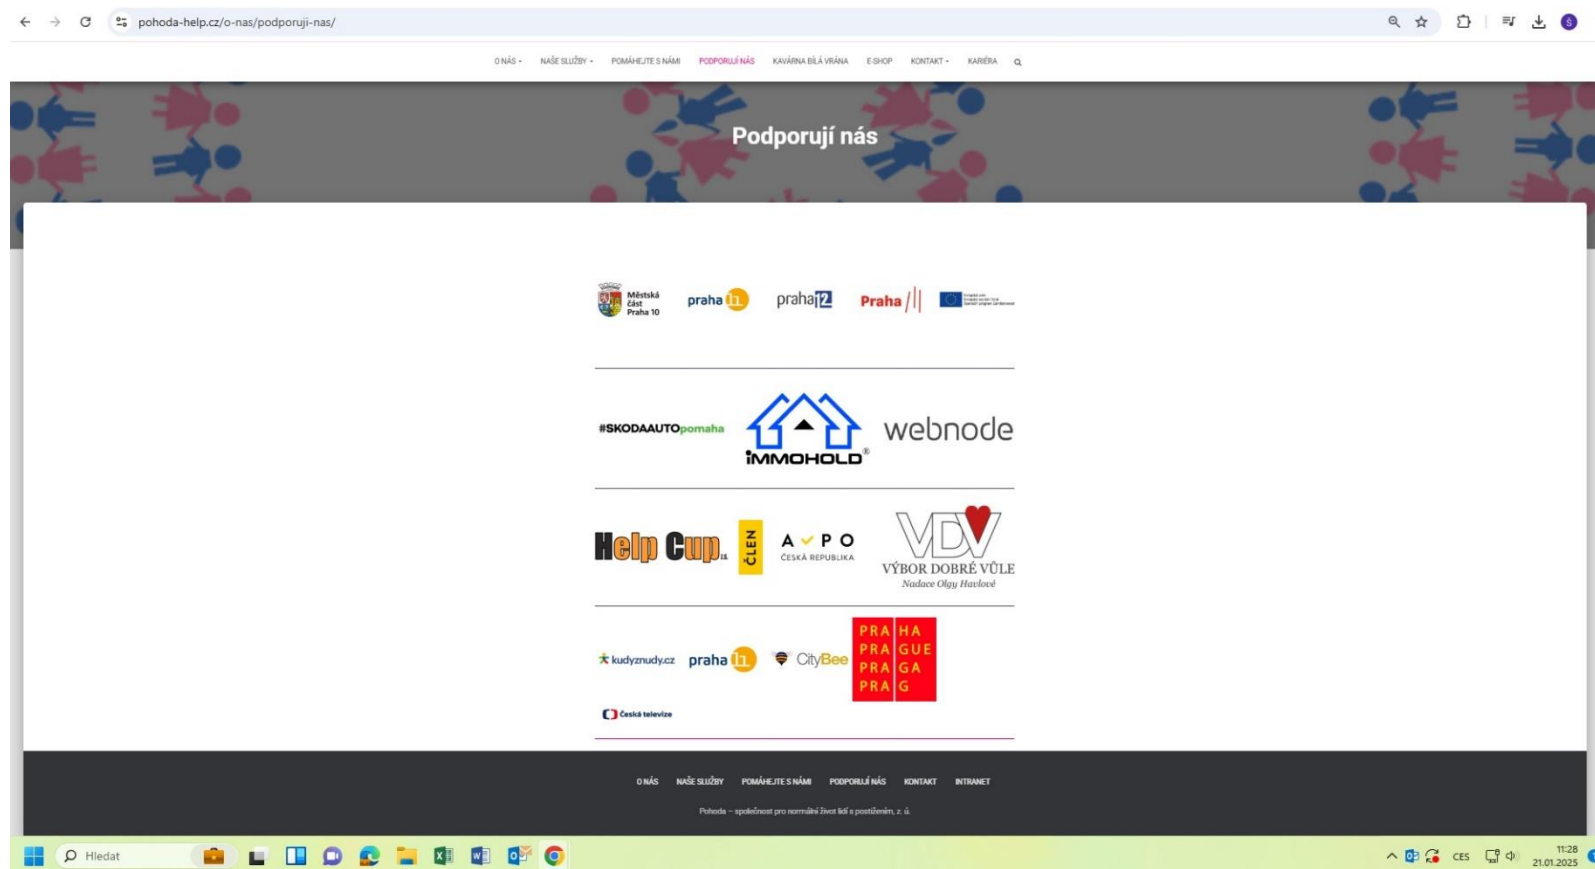 pohoda-help.cz/o-nas/podporuji-nas/
Š
O NÁS NAŠE SLUŽBY POMÁHEJTE S NÁMI PODPORUJÍ NÁS KAVÁRNA BÍLÁ VRÁNA E-SHOP KONTAKT KARIÉRA
Podporují nás
Městská
část
Praha 10
praha 11
praha12
Praha
#SKODAAUTOpomaha
iMMOHOLD®
webnode
Help Cup
ČLEN
A PO
ČESKÁ REPUBLIKA
VDV
VÝBOR DOBRÉ VŮLE
Nadace Olgy Havlové
kudyznudy.cz
praha 11
CityBee
PRA HA
PRA GUE
PRA GA
PRA G
Česká televize
O NÁS NAŠE SLUŽBY POMÁHEJTE S NÁMI PODPORUJÍ NÁS KONTAKT INTRANET
Pohoda – společnost pro normální život lidí s postižením, z. ú.
Hledat
CES
11:28
21.01.2025